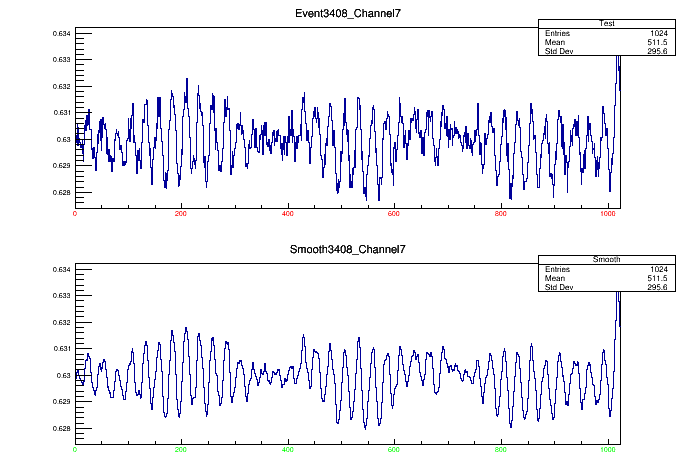 Event3408_Channel7
Test
Entries 1024
Mean 511.5
Std Dev 295.6
0.634
0.633
0.632
0.631
0.63
0.629
0.628
0 200 400 600 800 1000
Smooth3408_Channel7
Smooth
Entries 1024
Mean 511.5
Std Dev 295.6
0.634
0.633
0.632
0.631
0.63
0.629
0.628
0 200 400 600 800 1000